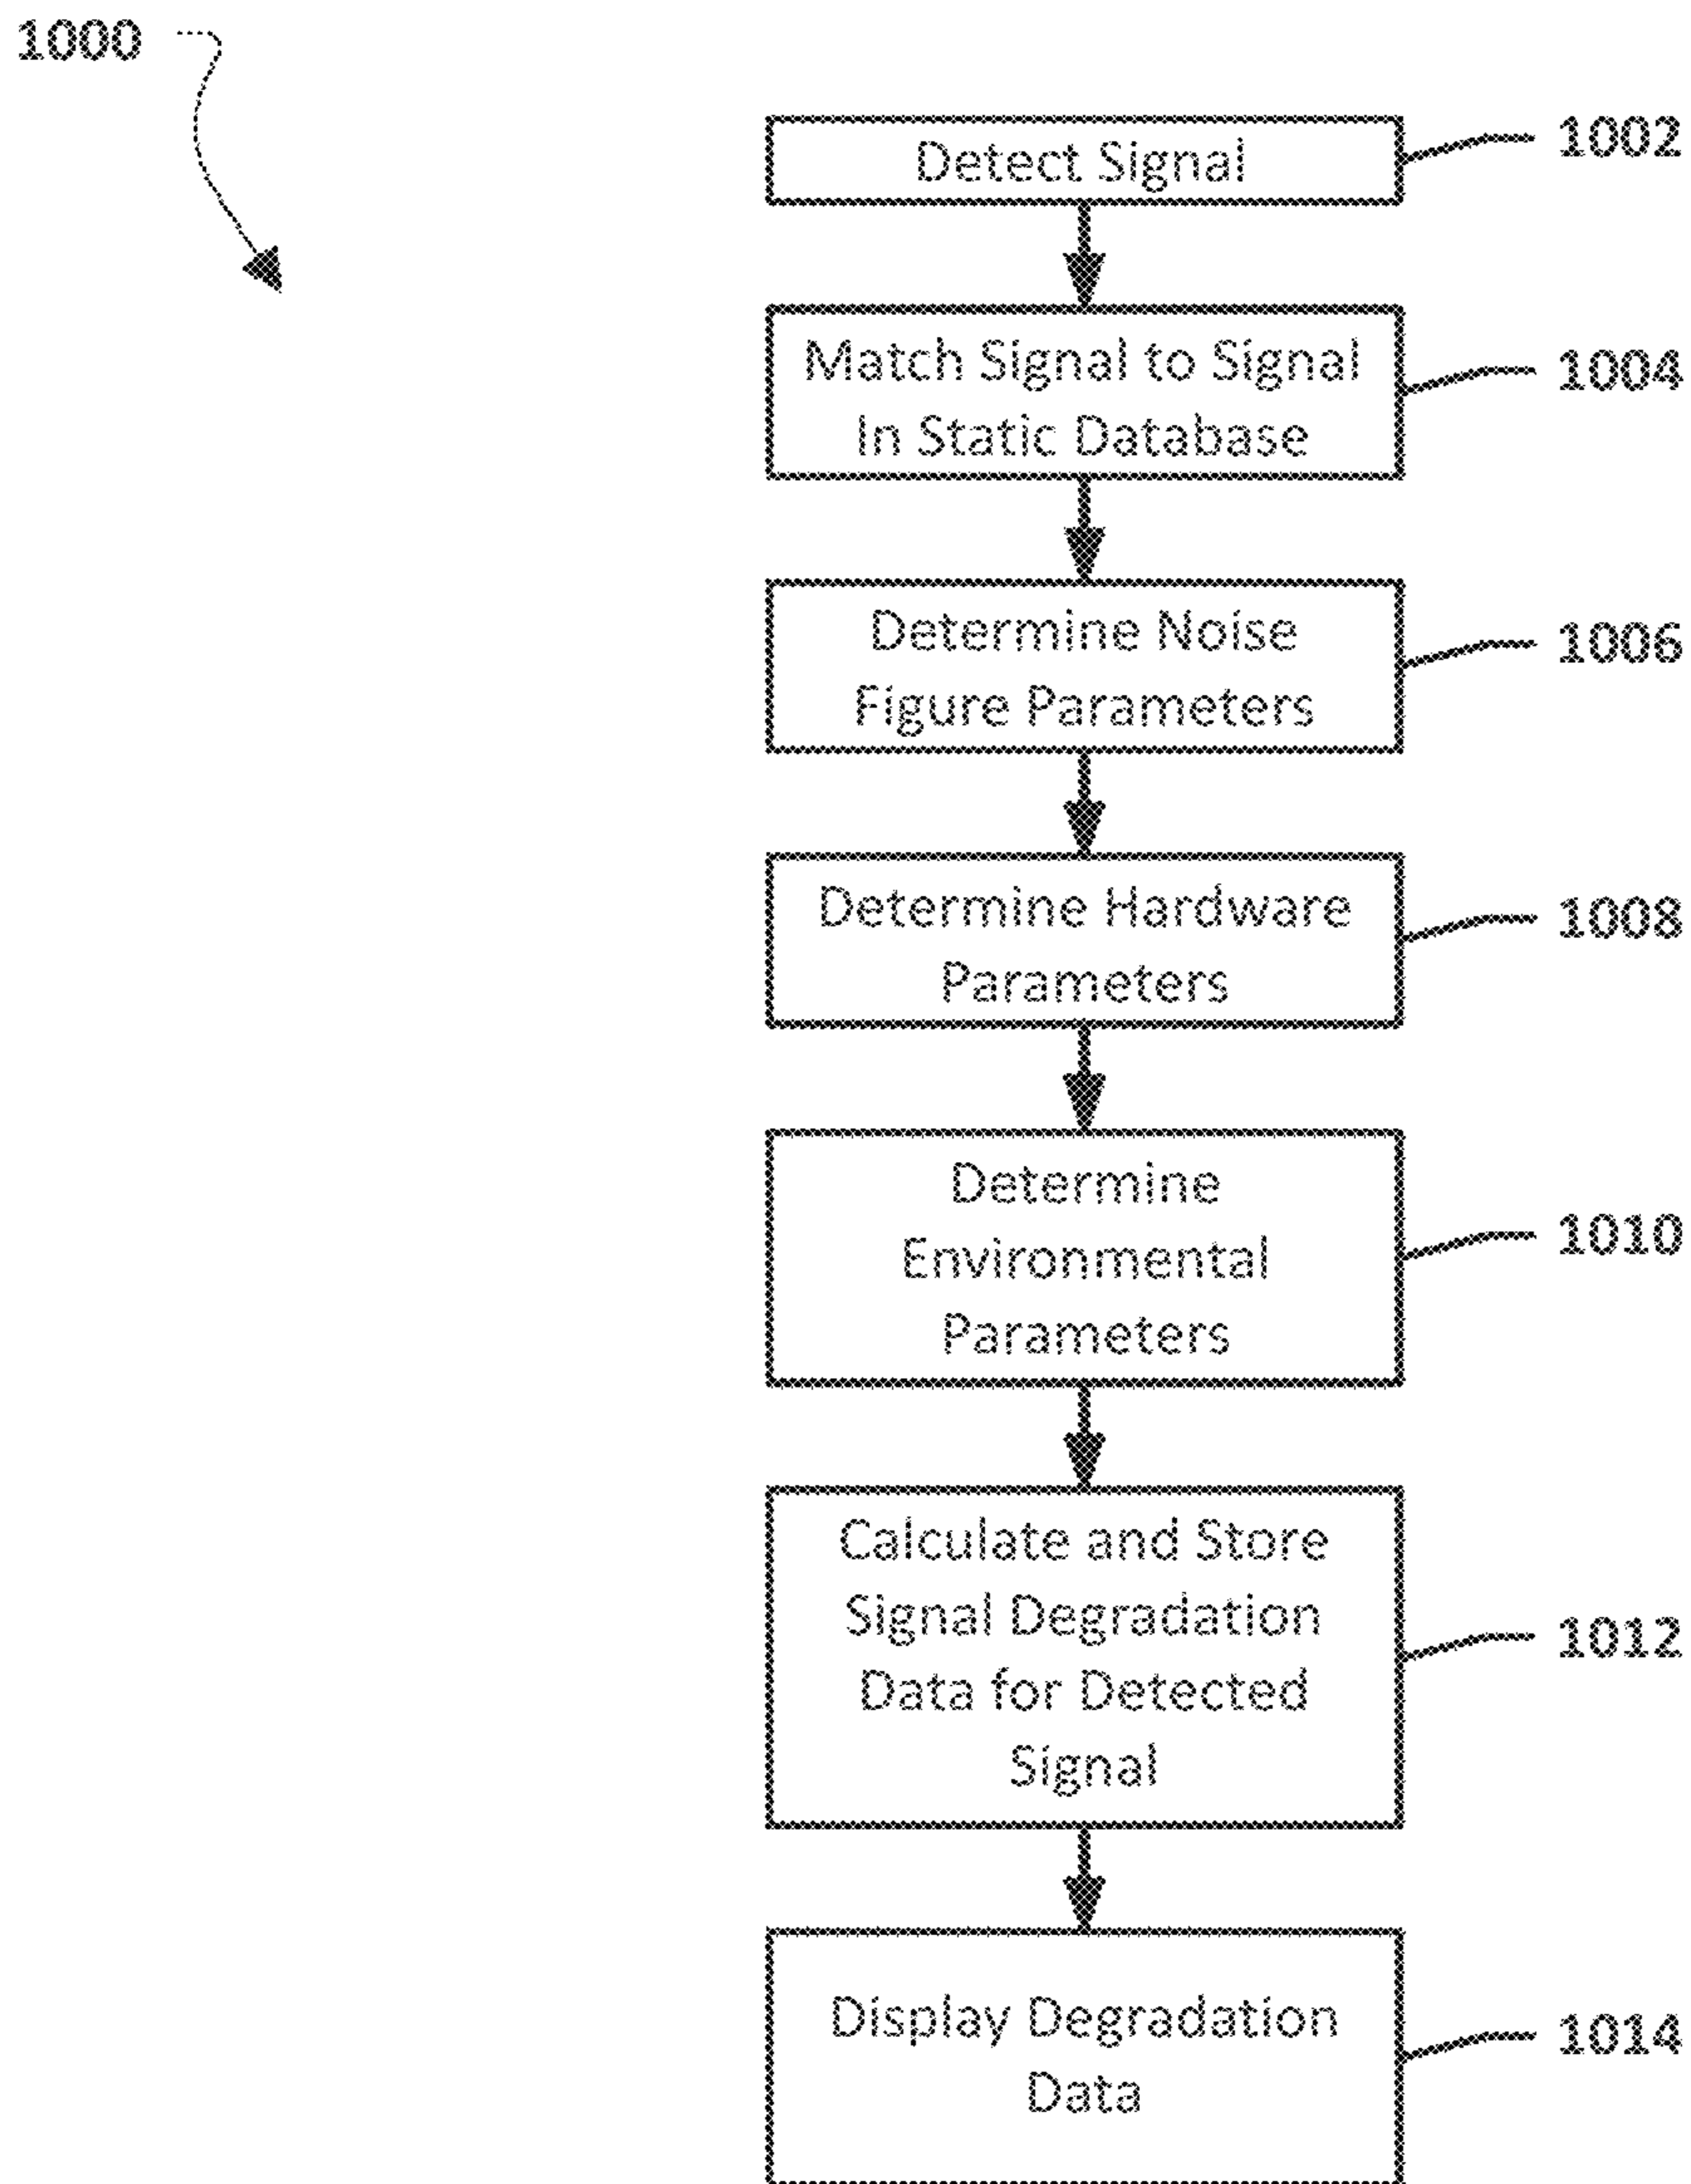 1000
Detect Signal
1002
Match Signal to Signal
In Static Database
1004
Determine Noise
Figure Parameters
1006
Determine Hardware
Parameters
1008
Determine
Environmental
Parameters
1010
Calculate and Store
Signal Degradation
Data for Detected
Signal
1012
Display Degradation
Data
1014